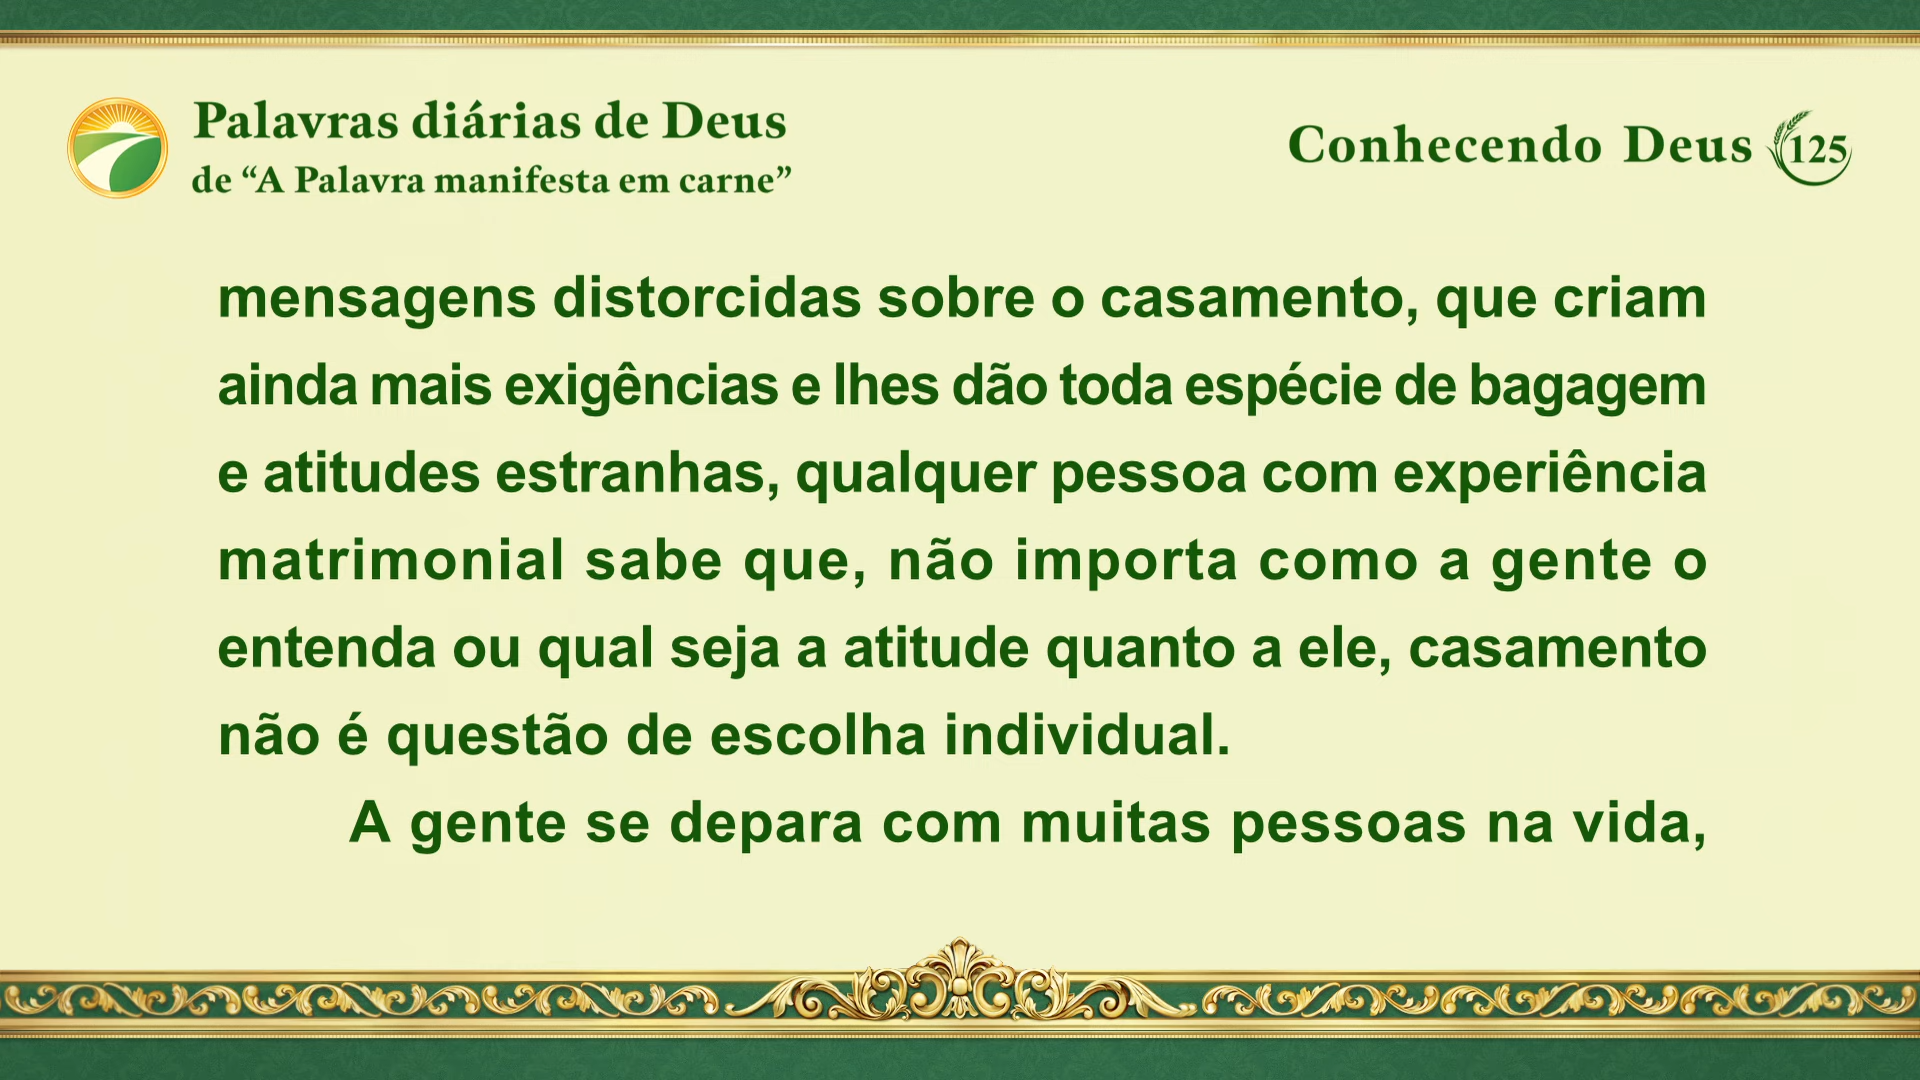 Palavras diárias de Deus
de “A Palavra manifesta em carne”
Conhecendo Deus 125
mensagens distorcidas sobre o casamento, que criam
ainda mais exigências e lhes dão toda espécie de bagagem
e atitudes estranhas, qualquer pessoa com experiência
matrimonial sabe que, não importa como a gente o
entenda ou qual seja a atitude quanto a ele, casamento
não é questão de escolha individual.
A gente se depara com muitas pessoas na vida,